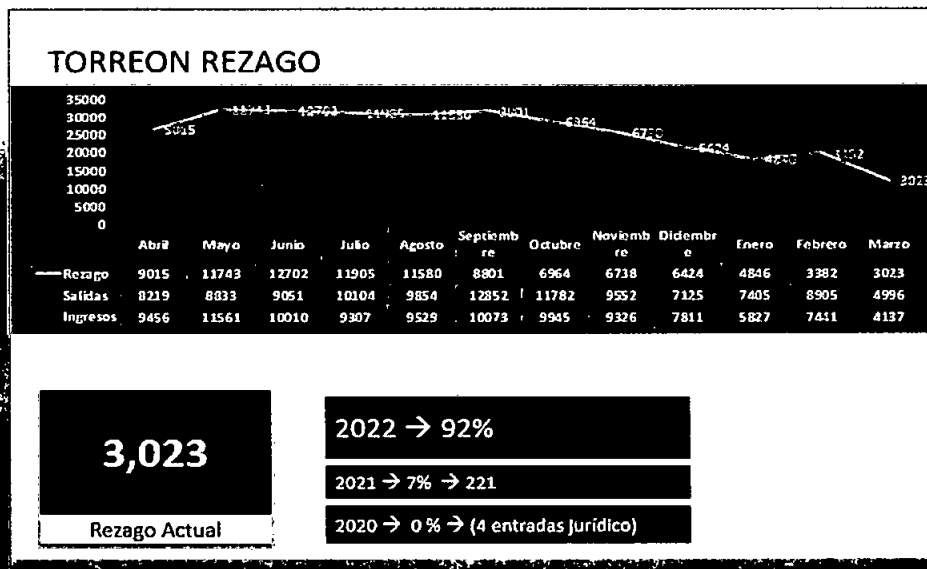 TORREON REZAGO
35000
30000
25000
20000
15000
10000
5000
0
Abril Mayo Junio Julio Agosto Septiembre Octubre Noviembre Diciembre Enero Febrero Marzo
Rezago 9015 11743 12702 11905 11580 8801 6964 6738 6424 4846 3382 3023
Salidas 8219 8833 9051 10104 9854 12852 11782 9552 7125 7405 8905 4996
Ingresos 9456 11561 10010 9307 9529 10073 9945 9326 7811 5827 7441 4137
3,023
Rezago Actual
2022 → 92%
2021 → 7% → 221
2020 → 0 % → (4 entradas Jurídico)